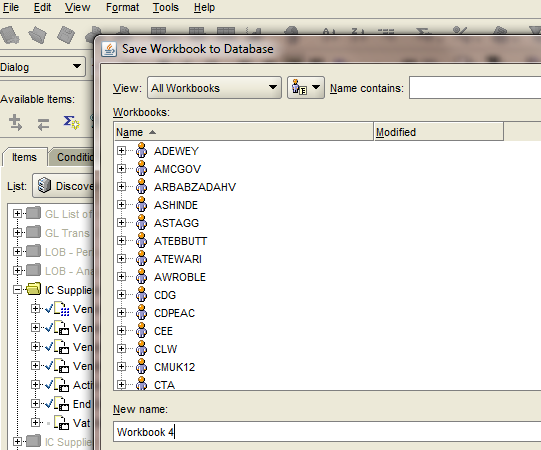 File Edit View Format Tools Help
Save Workbook to Database
Dialog
View: All Workbooks Name contains:
Available Items:
Workbooks:
Name Modified
ADEWEY
AMCGOV
ARBABZADAHV
ASHINDE
ASTAGG
ATEBBUTT
ATEWARI
AWROBLE
CDG
CDPEAC
CEE
CLW
CMUK12
CTA
Items Conditio
List: Discove
GL List of
GL Trans
LOB - Per
LOB - Ana
IC Supplie
Ven
Ven
Ven
Ven
Acti
End
Vat
IC Supplie
New name:
Workbook 4